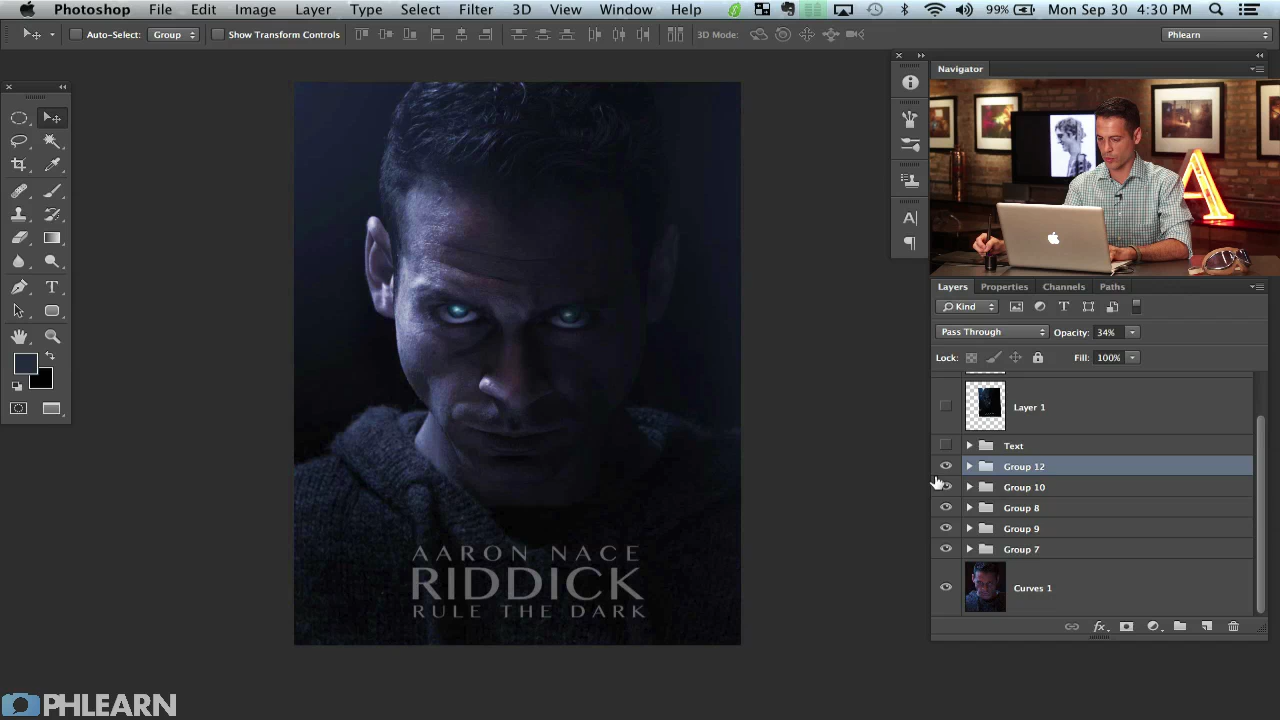 Photoshop File Edit Image Layer Type Select Filter 3D View Window Help 99% Mon Sep 30 4:30 PM
Auto-Select: Group Show Transform Controls 3D Mode: Phlearn
Navigator
A
T
Layers Properties Channels Paths
Kind T
Pass Through Opacity: 34%
Lock: Fill: 100%
Layer 1
Text
Group 12
Group 10
Group 8
Group 9
Group 7
Curves 1
fx
AARON NACE
RIDDICK
RULE THE DARK
PHLEARN